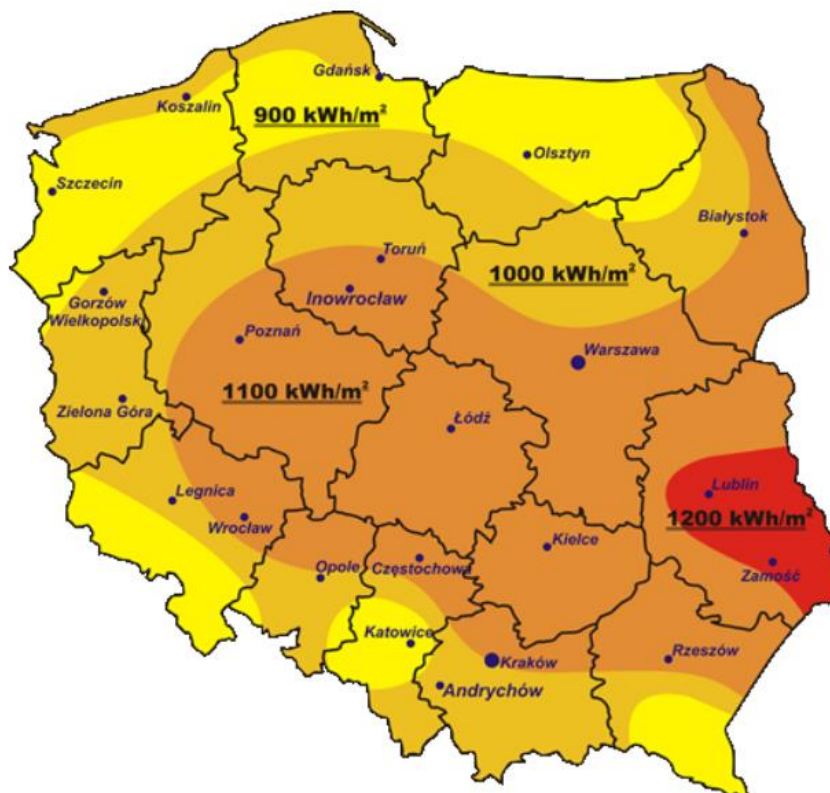 Gdańsk
Koszalin
900 kWh/m²
Olsztyn
Szczecin
Białystok
Toruń
1000 kWh/m²
Gorzów
Wielkopolski
Inowrocław
Poznań
Warszawa
1100 kWh/m²
Zielona Góra
Łódź
Legnica
Lublin
Wrocław
1200 kWh/m²
Kielce
Opole
Częstochowa
Zamość
Katowice
Kraków
Rzeszów
Andrychów